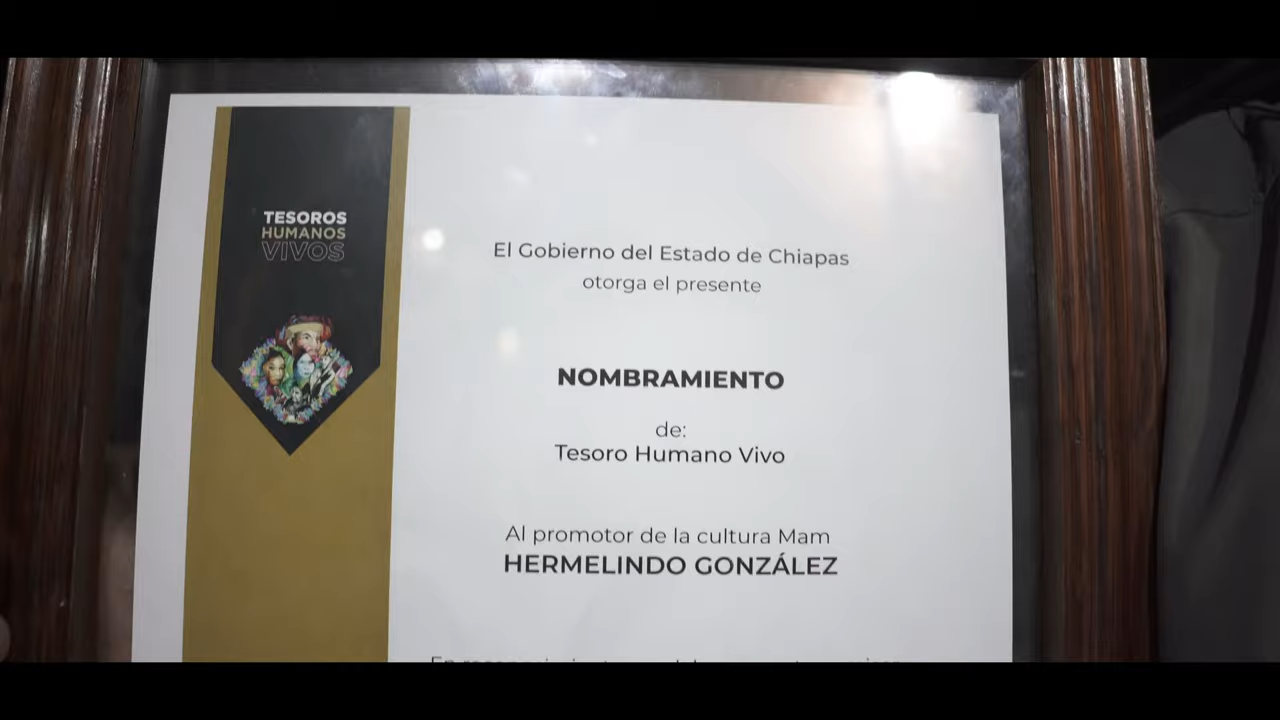 TESOROS
HUMANOS
VIVOS
El Gobierno del Estado de Chiapas
otorga el presente
NOMBRAMIENTO
de:
Tesoro Humano Vivo
Al promotor de la cultura Mam
HERMELINDO GONZÁLEZ